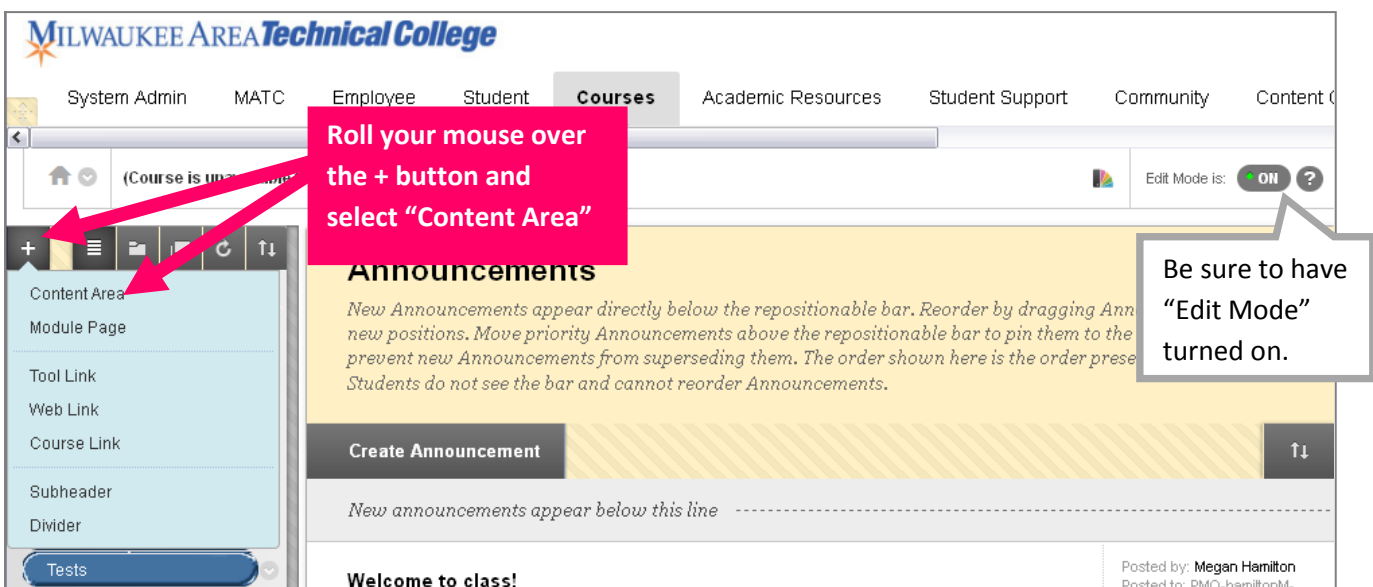 MILWAUKEE AREA Technical College
System Admin MATC Employee Student Courses Academic Resources Student Support Community Content
Roll your mouse over
the + button and
select “Content Area”
(Course is
Edit Mode is: ON ?
Be sure to have
“Edit Mode”
turned on.
Content Area
Module Page
Tool Link
Web Link
Course Link
Subheader
Divider
Tests
Announcements
New Announcements appear directly below the repositionable bar. Reorder by dragging Ann
new positions. Move priority Announcements above the repositionable bar to pin them to the
prevent new Announcements from superseding them. The order shown here is the order prese
Students do not see the bar and cannot reorder Announcements.
Create Announcement
New announcements appear below this line
Welcome to class!
Posted by: Megan Hamilton
Posted to: